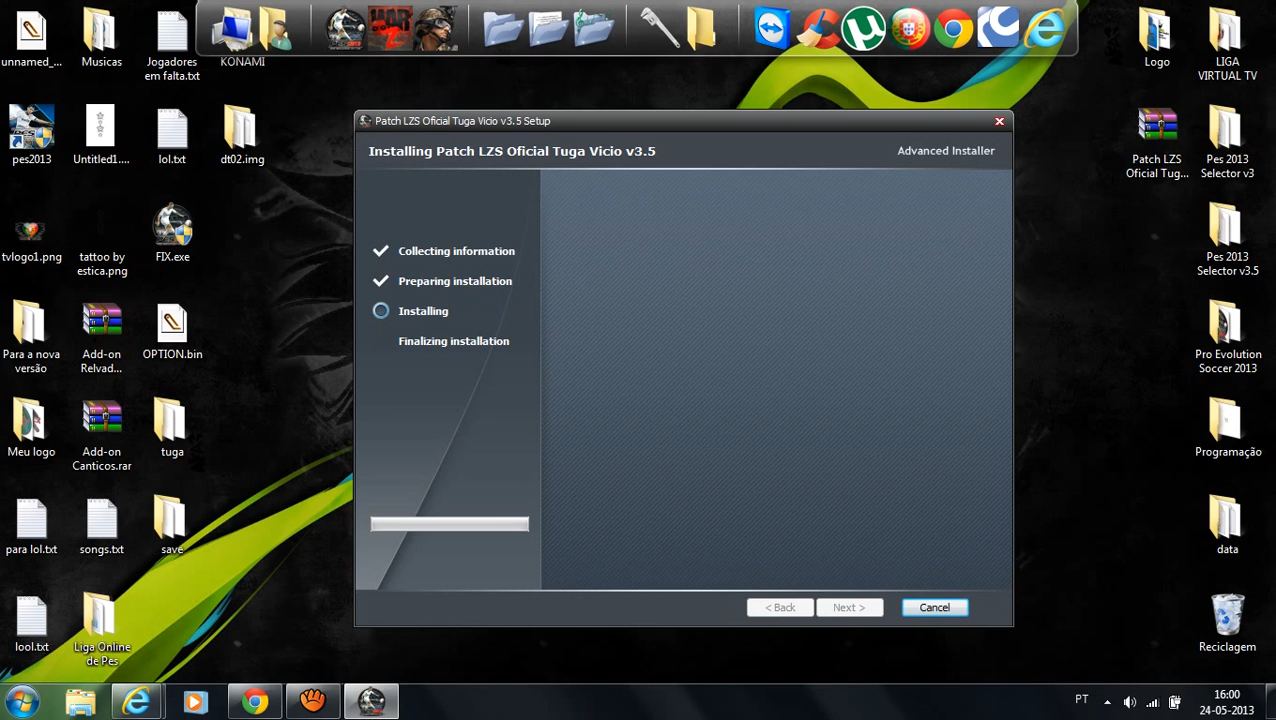 unnamed_...
Musicas
Jogadores
em falta.txt
KONAMI
Logo
LIGA
VIRTUAL TV
pes2013
Untitled1....
lol.txt
dt02.img
Patch LZS
Oficial Tug...
Pes 2013
Selector v3
Patch LZS Oficial Tuga Vicio v3.5 Setup
Installing Patch LZS Oficial Tuga Vicio v3.5
Advanced Installer
Collecting information
Preparing installation
Installing
Finalizing installation
< Back
Next >
Cancel
tvlogo1.png
tattoo by
estica.png
FIX.exe
Pes 2013
Selector v3.5
Para a nova
versão
Add-on
Relvad...
OPTION.bin
Pro Evolution
Soccer 2013
Meu logo
Add-on
Canticos.rar
tuga
Programação
para lol.txt
songs.txt
save
data
lool.txt
Liga Online
de Pes
Reciclagem
PT
16:00
24-05-2013